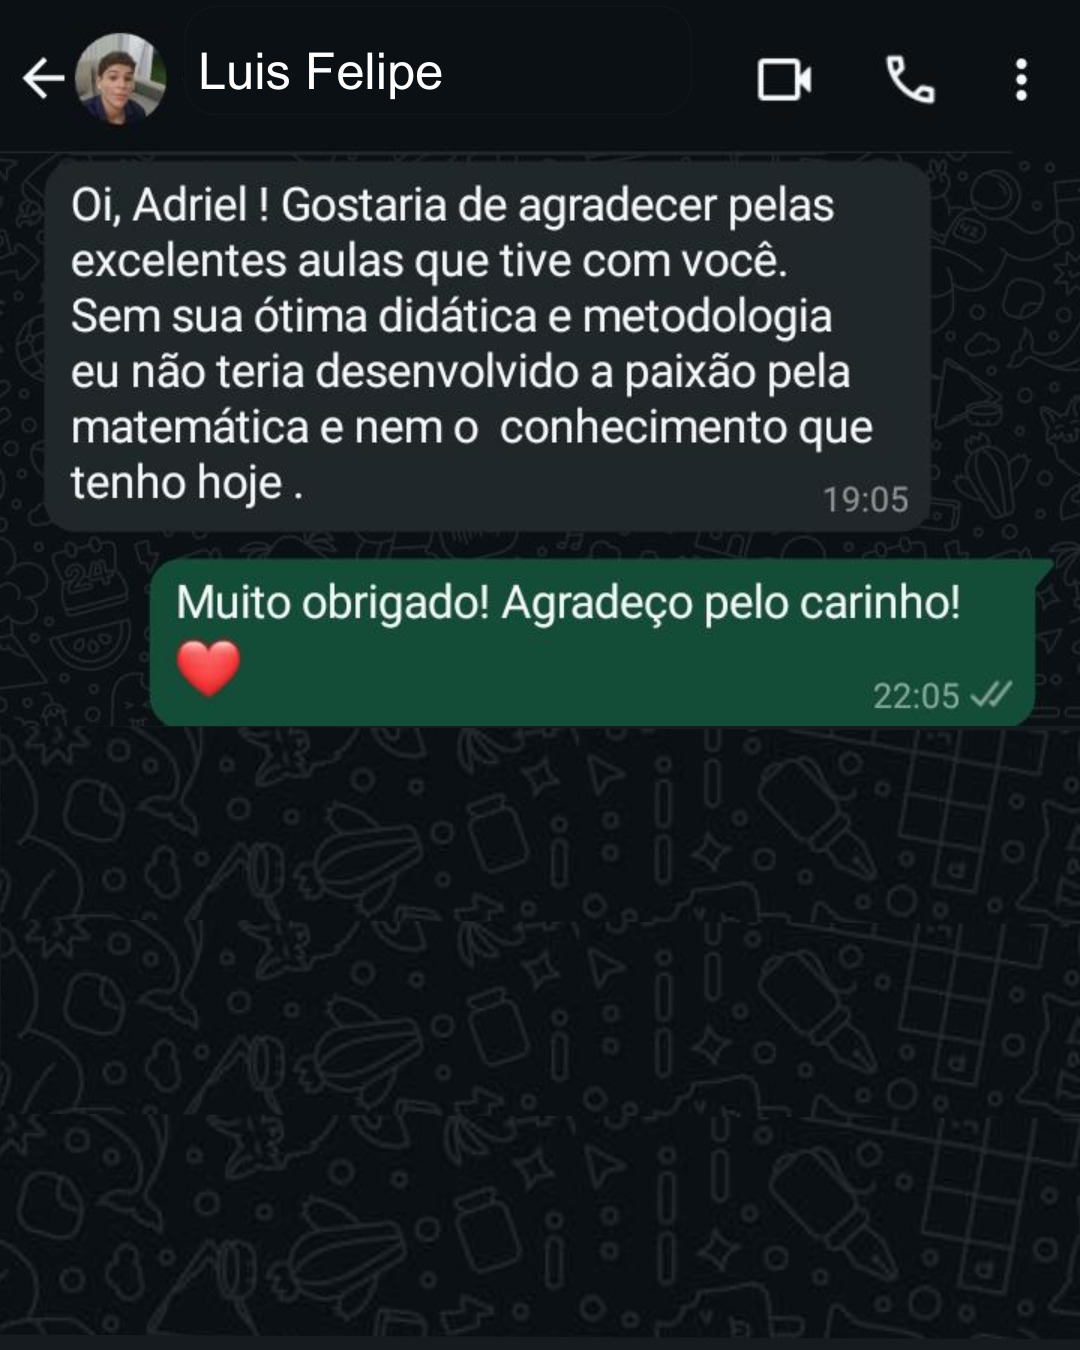 Luis Felipe
Oi, Adriel ! Gostaria de agradecer pelas
excelentes aulas que tive com você.
Sem sua ótima didática e metodologia
eu não teria desenvolvido a paixão pela
matemática e nem o  conhecimento que
tenho hoje .
19:05
Muito obrigado! Agradeço pelo carinho!
❤️
22:05